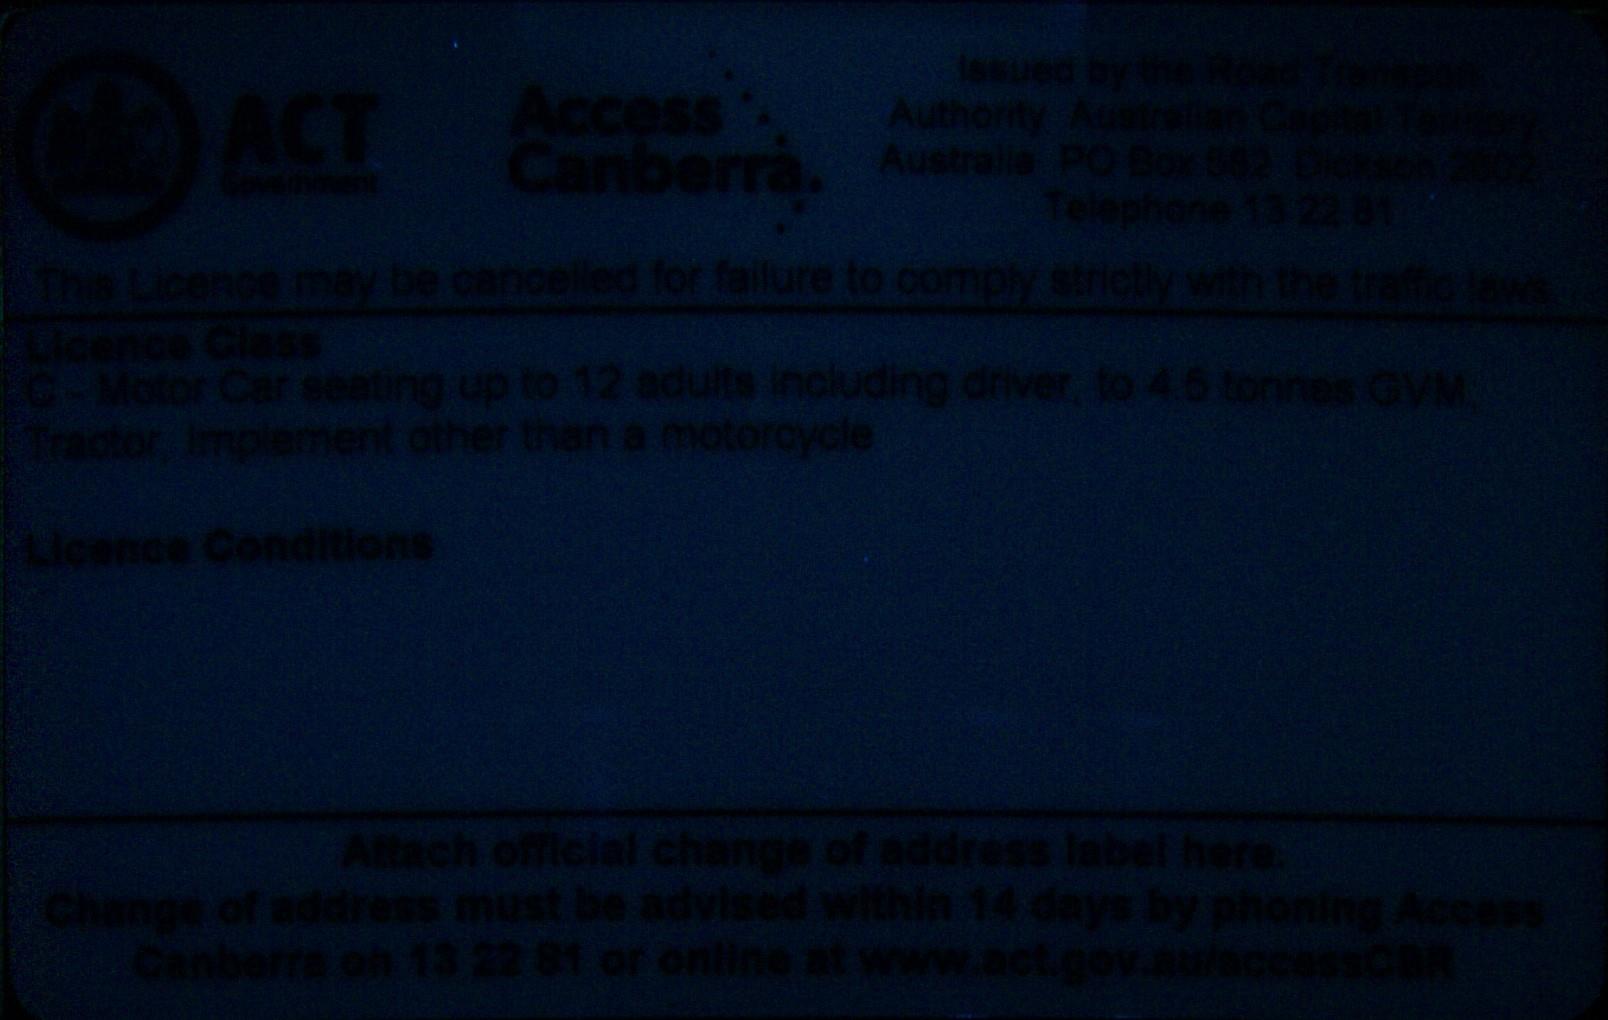 ACT
Government
Access
Canberra.
Issued by the Road Transport
Authority Australian Capital Territory
Australia PO Box 582 Dickson 2602
Telephone 13 22 81
This Licence may be cancelled for failure to comply strictly with the traffic laws.
Licence Class
C - Motor Car seating up to 12 adults including driver, to 4.5 tonnes GVM;
Tractor, Implement other than a motorcycle
Licence Conditions
Attach official change of address label here.
Change of address must be advised within 14 days by phoning Access
Canberra on 13 22 81 or online at www.act.gov.au/accessCBR